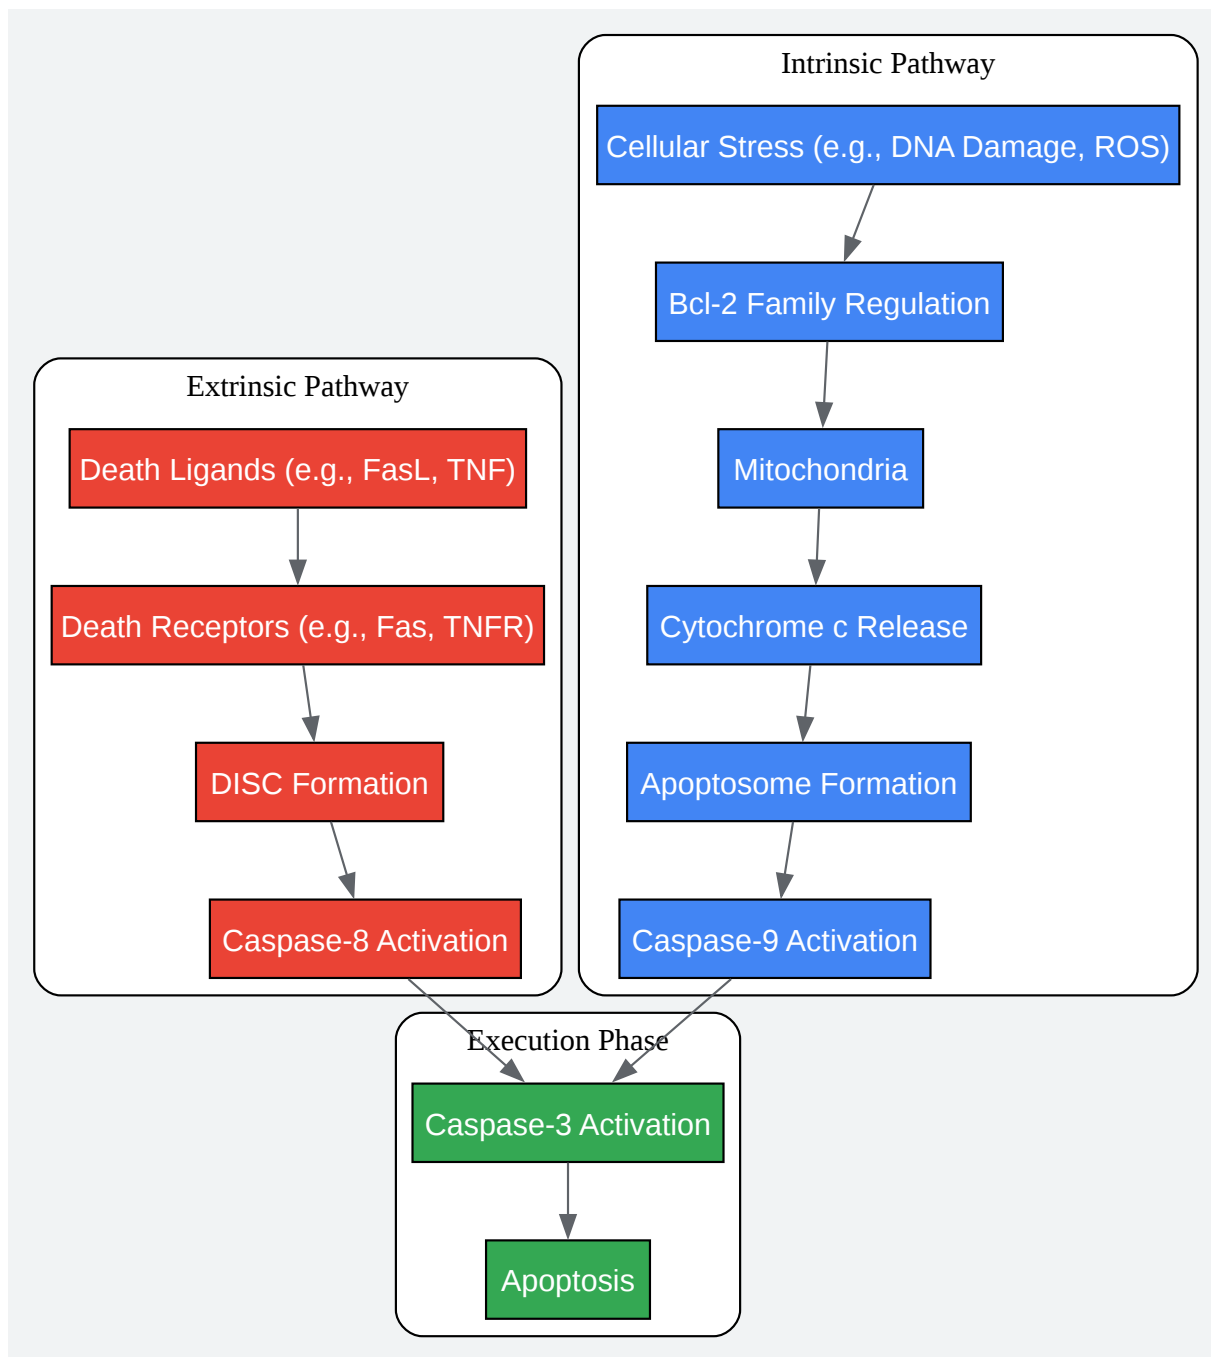 Intrinsic Pathway
Cellular Stress (e.g., DNA Damage, ROS)
Bcl-2 Family Regulation
Mitochondria
Cytochrome c Release
Apoptosome Formation
Caspase-9 Activation
Extrinsic Pathway
Death Ligands (e.g., FasL, TNF)
Death Receptors (e.g., Fas, TNFR)
DISC Formation
Caspase-8 Activation
Execution Phase
Caspase-3 Activation
Apoptosis